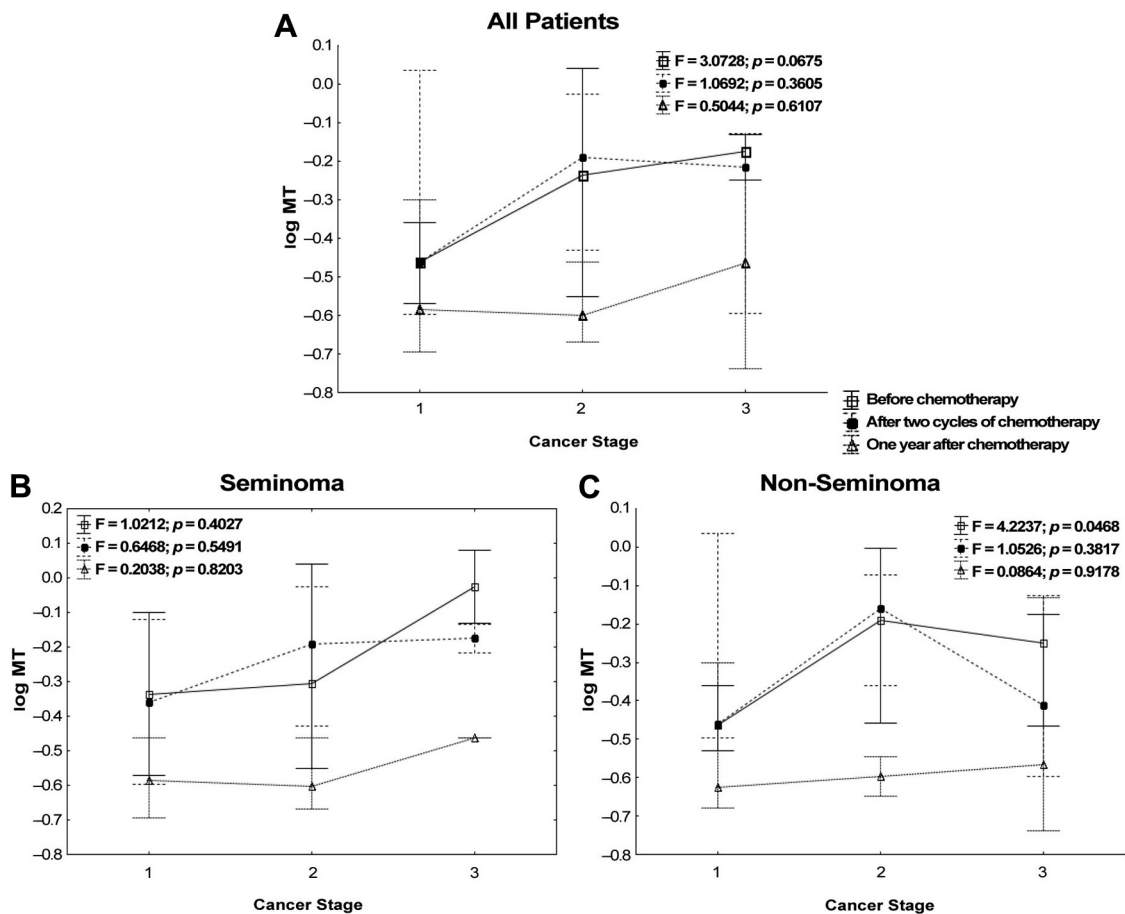 A
All Patients
F = 3.0728; p = 0.0675
F = 1.0692; p = 0.3605
F = 0.5044; p = 0.6107
0.1
0.0
–0.1
–0.2
–0.3
–0.4
–0.5
–0.6
–0.7
–0.8
log MT
1 2 3
Cancer Stage
Before chemotherapy
After two cycles of chemotherapy
One year after chemotherapy
B
Seminoma
F = 1.0212; p = 0.4027
F = 0.6468; p = 0.5491
F = 0.2038; p = 0.8203
0.2
0.1
0.0
–0.1
–0.2
–0.3
–0.4
–0.5
–0.6
–0.7
–0.8
log MT
1 2 3
Cancer Stage
C
Non-Seminoma
F = 4.2237; p = 0.0468
F = 1.0526; p = 0.3817
F = 0.0864; p = 0.9178
0.1
0.0
–0.1
–0.2
–0.3
–0.4
–0.5
–0.6
–0.7
–0.8
log MT
1 2 3
Cancer Stage